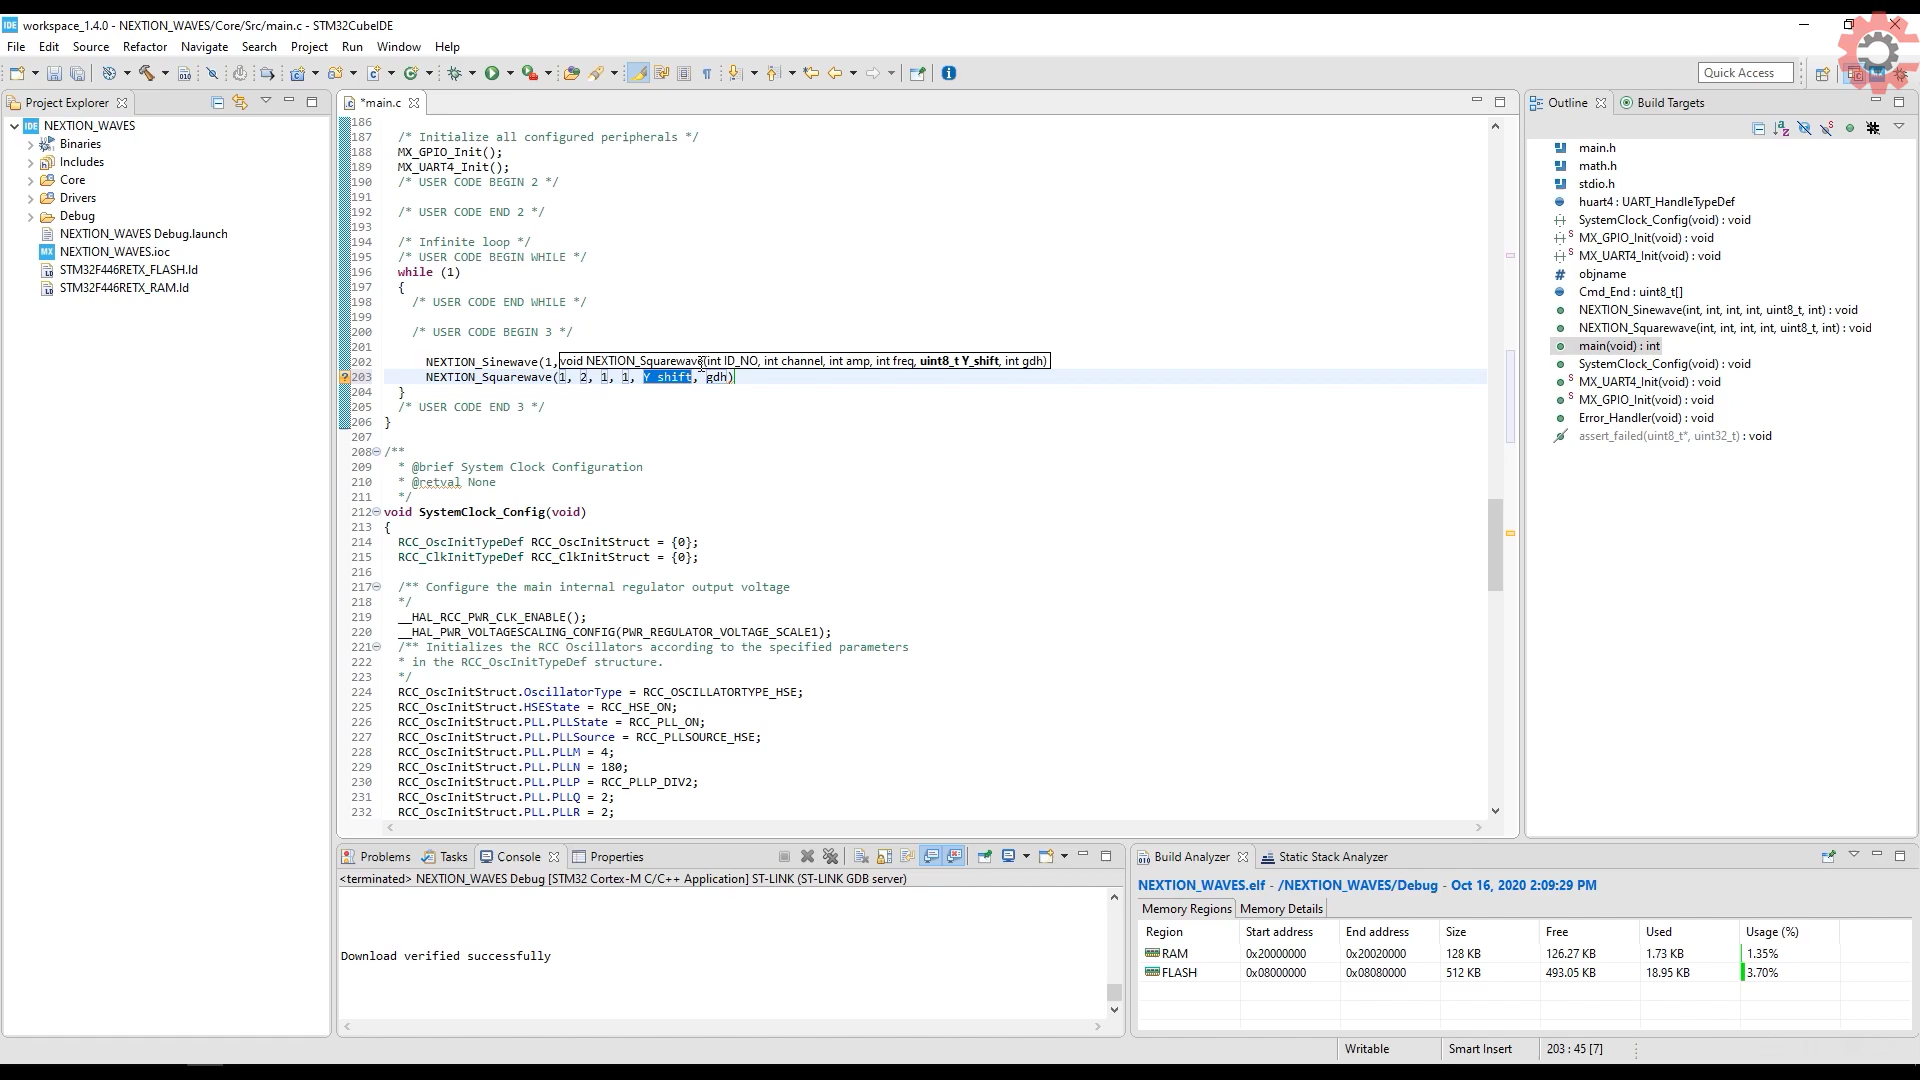 workspace_1.4.0 - NEXTION_WAVES/Core/Src/main.c - STM32CubeIDE
File Edit Source Refactor Navigate Search Project Run Window Help
Quick Access
Project Explorer
NEXTION_WAVES
Binaries
Includes
Core
Drivers
Debug
NEXTION_WAVES Debug.launch
NEXTION_WAVES.ioc
STM32F446RETX_FLASH.ld
STM32F446RETX_RAM.ld
*main.c
186
187 /* Initialize all configured peripherals */
188 MX_GPIO_Init();
189 MX_UART4_Init();
190 /* USER CODE BEGIN 2 */
191
192 /* USER CODE END 2 */
193
194 /* Infinite loop */
195 /* USER CODE BEGIN WHILE */
196 while (1)
197 {
198 /* USER CODE END WHILE */
199
200 /* USER CODE BEGIN 3 */
201
202 NEXTION_Sinewave(1,
void NEXTION_Squarewave(int ID_NO, int channel, int amp, int freq, uint8_t Y_shift, int gdh)
203 NEXTION_Squarewave(1, 2, 1, 1, Y_shift, gdh)
204 }
205 /* USER CODE END 3 */
206 }
207
208 /**
209 * @brief System Clock Configuration
210 * @retval None
211 */
212 void SystemClock_Config(void)
213 {
214 RCC_OscInitTypeDef RCC_OscInitStruct = {0};
215 RCC_ClkInitTypeDef RCC_ClkInitStruct = {0};
216
217 /** Configure the main internal regulator output voltage
218 */
219 __HAL_RCC_PWR_CLK_ENABLE();
220 __HAL_PWR_VOLTAGESCALING_CONFIG(PWR_REGULATOR_VOLTAGE_SCALE1);
221 /** Initializes the RCC Oscillators according to the specified parameters
222 * in the RCC_OscInitTypeDef structure.
223 */
224 RCC_OscInitStruct.OscillatorType = RCC_OSCILLATORTYPE_HSE;
225 RCC_OscInitStruct.HSEState = RCC_HSE_ON;
226 RCC_OscInitStruct.PLL.PLLState = RCC_PLL_ON;
227 RCC_OscInitStruct.PLL.PLLSource = RCC_PLLSOURCE_HSE;
228 RCC_OscInitStruct.PLL.PLLM = 4;
229 RCC_OscInitStruct.PLL.PLLN = 180;
230 RCC_OscInitStruct.PLL.PLLP = RCC_PLLP_DIV2;
231 RCC_OscInitStruct.PLL.PLLQ = 2;
232 RCC_OscInitStruct.PLL.PLLR = 2;
Outline Build Targets
main.h
math.h
stdio.h
huart4 : UART_HandleTypeDef
SystemClock_Config(void) : void
MX_GPIO_Init(void) : void
MX_UART4_Init(void) : void
objname
Cmd_End : uint8_t[]
NEXTION_Sinewave(int, int, int, int, uint8_t, int) : void
NEXTION_Squarewave(int, int, int, int, uint8_t, int) : void
main(void) : int
SystemClock_Config(void) : void
MX_UART4_Init(void) : void
MX_GPIO_Init(void) : void
Error_Handler(void) : void
assert_failed(uint8_t*, uint32_t) : void
Problems Tasks Console Properties
<terminated> NEXTION_WAVES Debug [STM32 Cortex-M C/C++ Application] ST-LINK (ST-LINK GDB server)
Download verified successfully
Build Analyzer Static Stack Analyzer
NEXTION_WAVES.elf - /NEXTION_WAVES/Debug - Oct 16, 2020 2:09:29 PM
Memory Regions Memory Details
Region Start address End address Size Free Used Usage (%)
RAM 0x20000000 0x20020000 128 KB 126.27 KB 1.73 KB 1.35%
FLASH 0x08000000 0x08080000 512 KB 493.05 KB 18.95 KB 3.70%
Writable Smart Insert 203 : 45 [7]